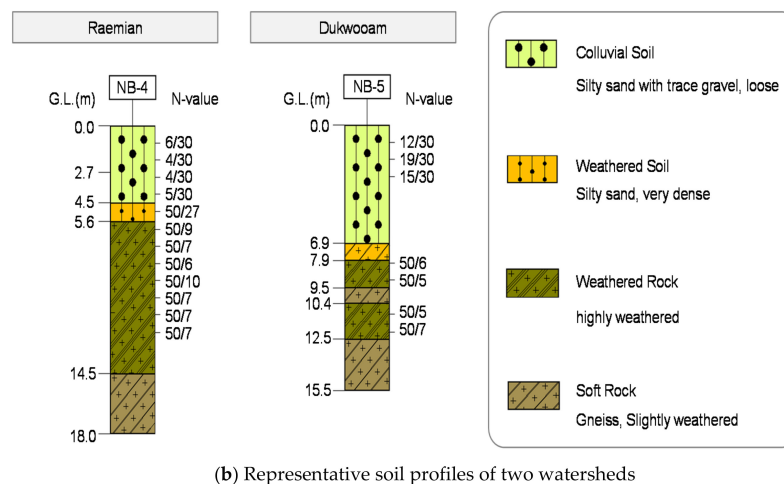 Raemian
Dukwooam
NB-4
G.L.(m)
N-value
0.0
2.7
4.5
5.6
14.5
18.0
6/30
4/30
4/30
5/30
50/27
50/9
50/7
50/6
50/10
50/7
50/7
50/7
NB-5
G.L.(m)
N-value
0.0
6.9
7.9
9.5
10.4
12.5
15.5
12/30
19/30
15/30
50/6
50/5
50/5
50/7
Colluvial Soil
Silty sand with trace gravel, loose
Weathered Soil
Silty sand, very dense
Weathered Rock
highly weathered
Soft Rock
Gneiss, Slightly weathered
(b) Representative soil profiles of two watersheds